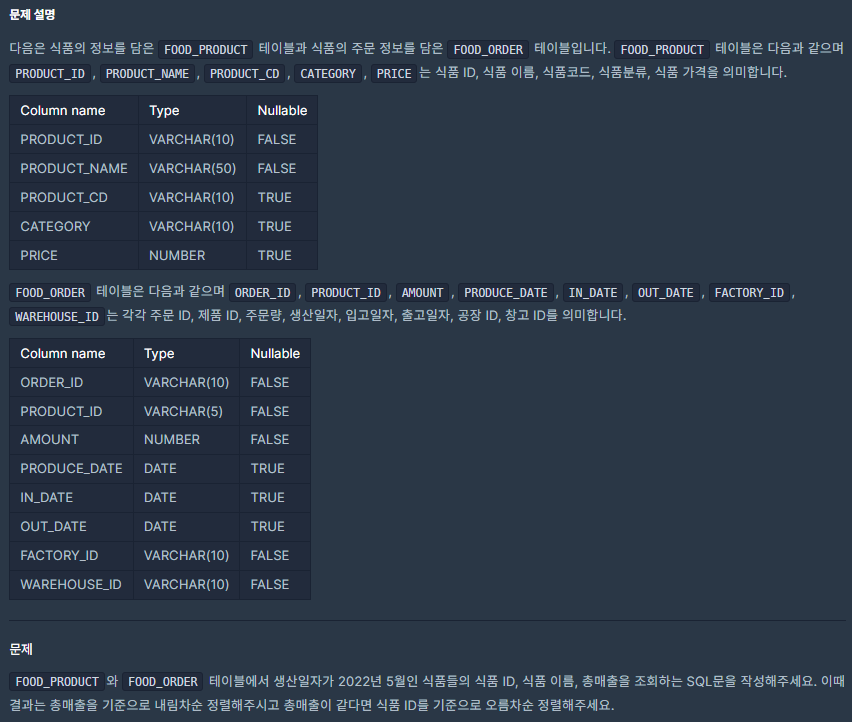 문제 설명
다음은 식품의 정보를 담은 FOOD_PRODUCT 테이블과 식품의 주문 정보를 담은 FOOD_ORDER 테이블입니다. FOOD_PRODUCT 테이블은 다음과 같으며
PRODUCT_ID , PRODUCT_NAME , PRODUCT_CD , CATEGORY , PRICE 는 식품 ID, 식품 이름, 식품코드, 식품분류, 식품 가격을 의미합니다.
Column name Type Nullable
PRODUCT_ID VARCHAR(10) FALSE
PRODUCT_NAME VARCHAR(50) FALSE
PRODUCT_CD VARCHAR(10) TRUE
CATEGORY VARCHAR(10) TRUE
PRICE NUMBER TRUE
FOOD_ORDER 테이블은 다음과 같으며 ORDER_ID , PRODUCT_ID , AMOUNT , PRODUCE_DATE , IN_DATE , OUT_DATE , FACTORY_ID ,
WAREHOUSE_ID 는 각각 주문 ID, 제품 ID, 주문량, 생산일자, 입고일자, 출고일자, 공장 ID, 창고 ID를 의미합니다.
Column name Type Nullable
ORDER_ID VARCHAR(10) FALSE
PRODUCT_ID VARCHAR(5) FALSE
AMOUNT NUMBER FALSE
PRODUCE_DATE DATE TRUE
IN_DATE DATE TRUE
OUT_DATE DATE TRUE
FACTORY_ID VARCHAR(10) FALSE
WAREHOUSE_ID VARCHAR(10) FALSE
문제
FOOD_PRODUCT 와 FOOD_ORDER 테이블에서 생산일자가 2022년 5월인 식품들의 식품 ID, 식품 이름, 총매출을 조회하는 SQL문을 작성해주세요. 이때
결과는 총매출을 기준으로 내림차순 정렬해주시고 총매출이 같다면 식품 ID를 기준으로 오름차순 정렬해주세요.